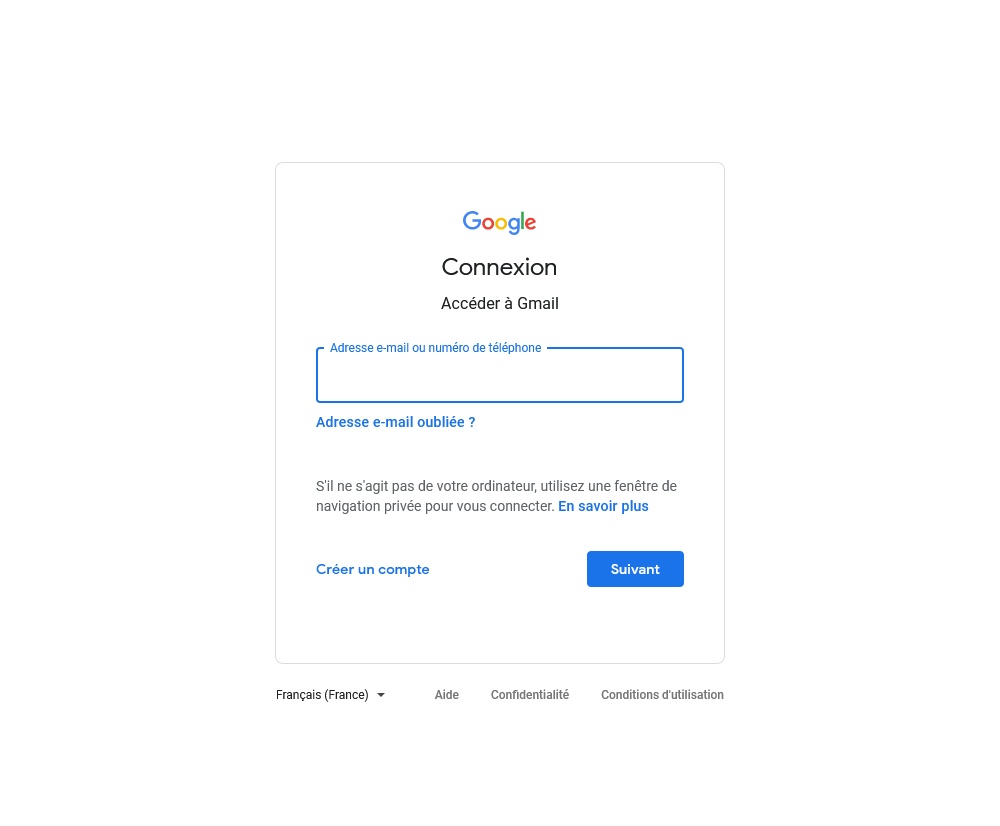 Google
Connexion
Accéder à Gmail
Adresse e-mail ou numéro de téléphone
Adresse e-mail oubliée ?
S'il ne s'agit pas de votre ordinateur, utilisez une fenêtre de
navigation privée pour vous connecter. En savoir plus
Créer un compte
Suivant
Français (France)
Aide
Confidentialité
Conditions d'utilisation